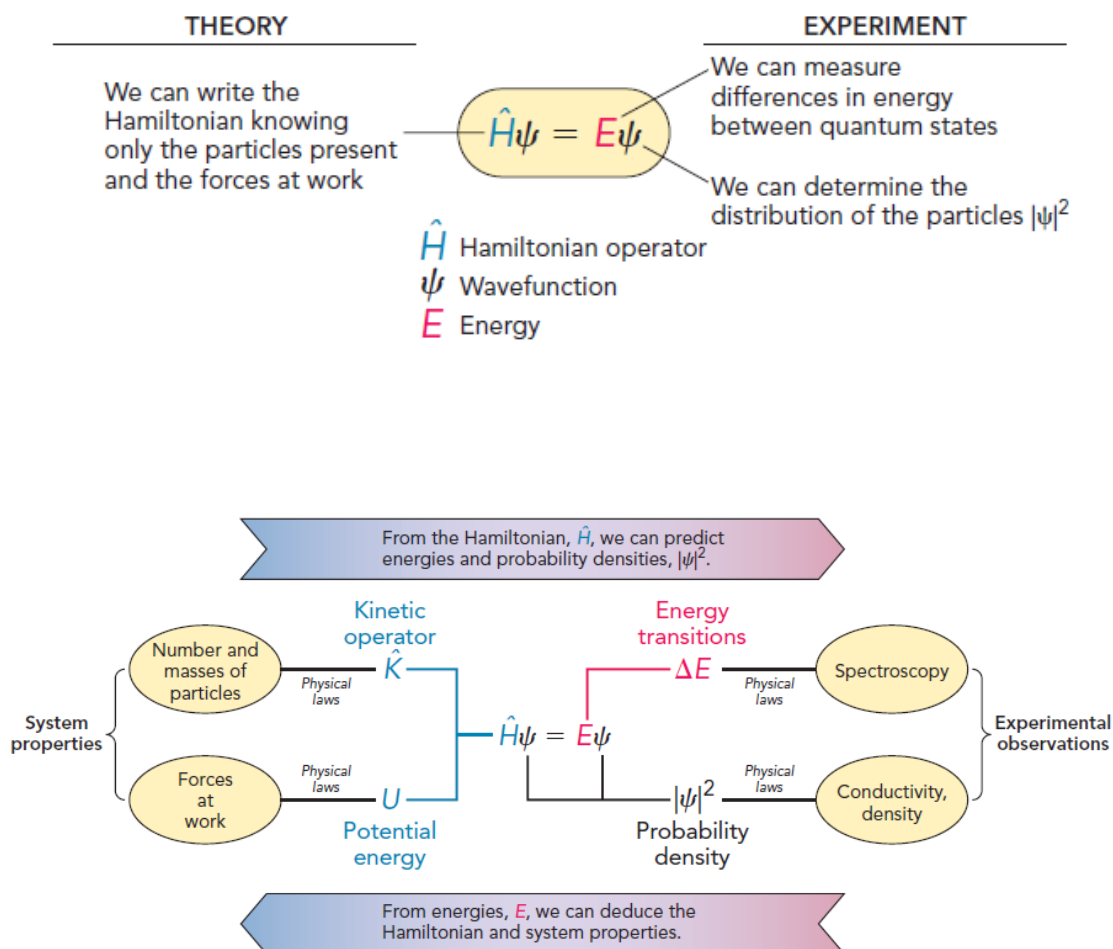 THEORY
EXPERIMENT
We can write the
Hamiltonian knowing
only the particles present
and the forces at work
Ĥψ = Eψ
We can measure
differences in energy
between quantum states
We can determine the
distribution of the particles |ψ|²
Ĥ Hamiltonian operator
ψ Wavefunction
E Energy
From the Hamiltonian, Ĥ, we can predict
energies and probability densities, |ψ|².
System
properties
Number and
masses of
particles
Physical
laws
Kinetic
operator
K̂
Forces
at
work
Physical
laws
U
Potential
energy
Ĥψ = Eψ
Energy
transitions
ΔE
Physical
laws
Spectroscopy
|ψ|²
Probability
density
Physical
laws
Conductivity,
density
Experimental
observations
From energies, E, we can deduce the
Hamiltonian and system properties.